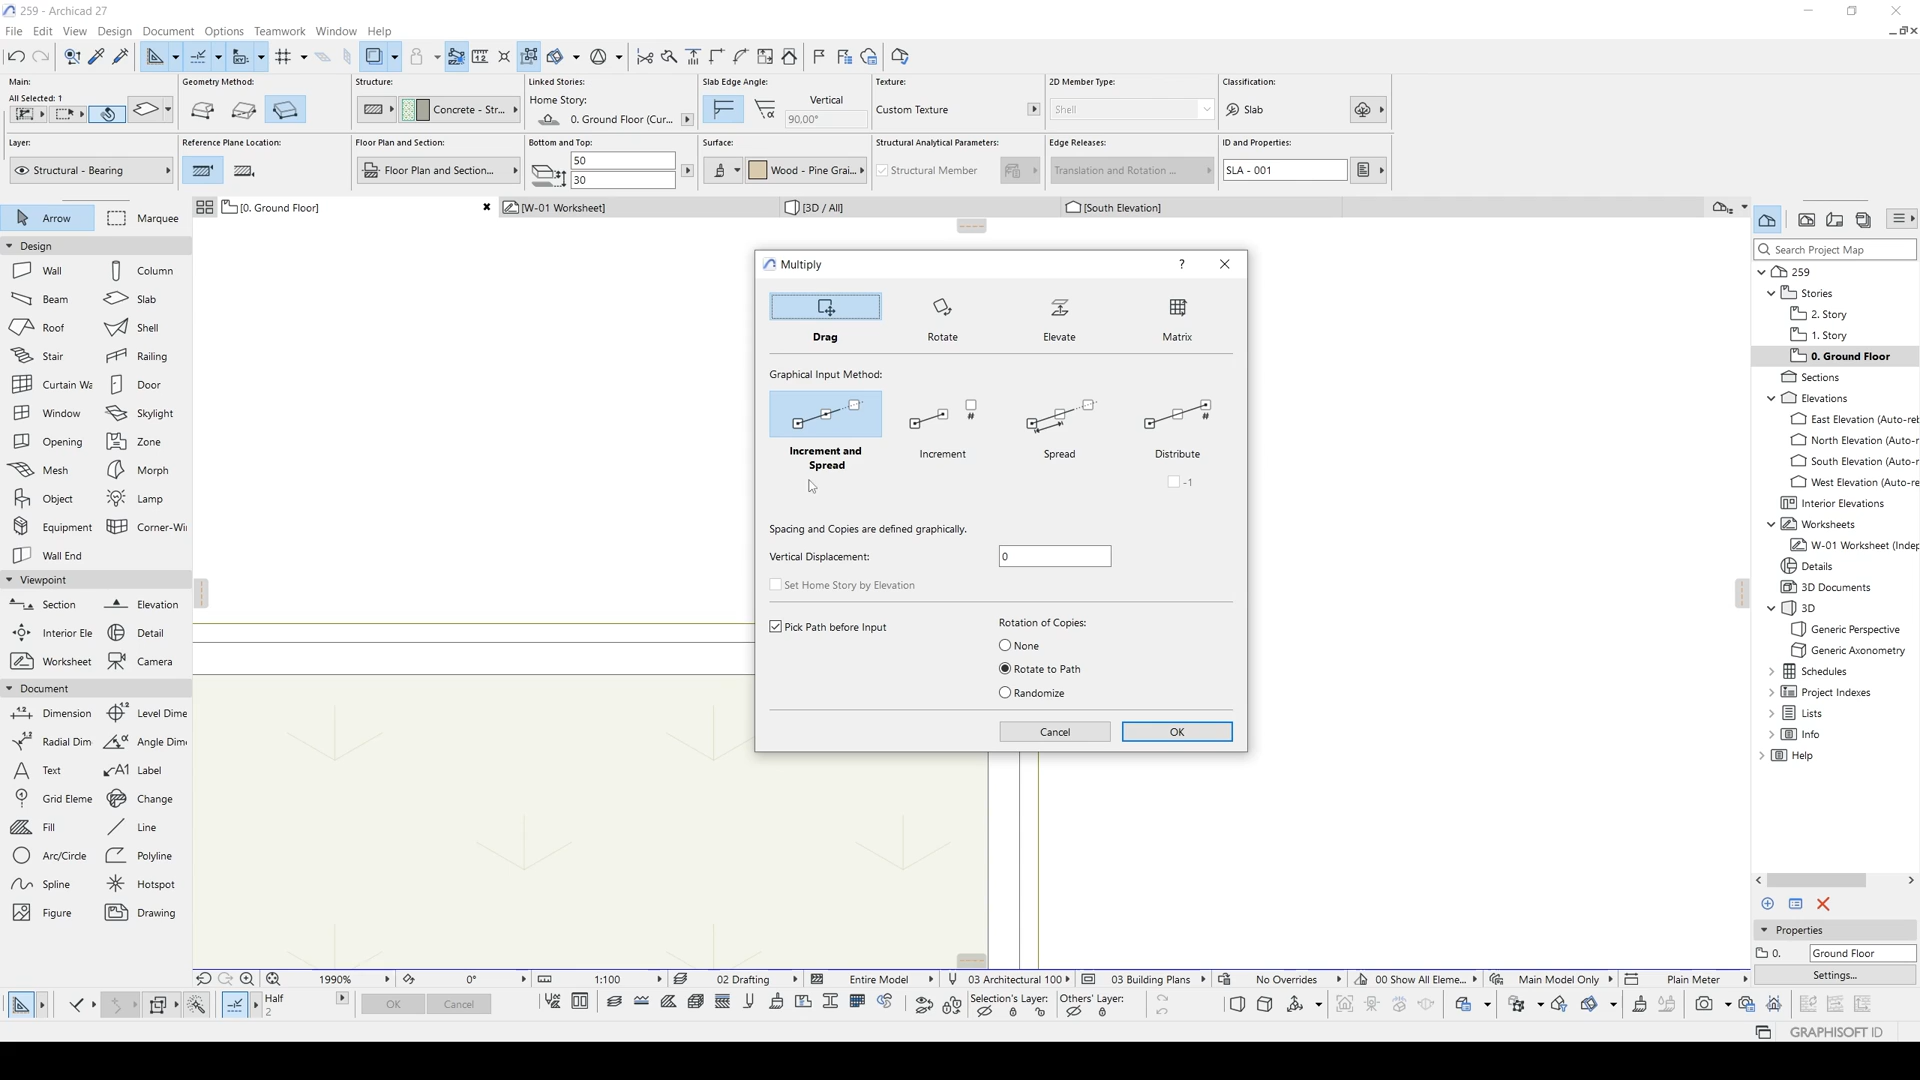 259 - Archicad 27
File Edit View Design Document Options Teamwork Window Help
Main:
All Selected: 1
Geometry Method:
Structure:
Concrete - Str...
Linked Stories:
Home Story:
0. Ground Floor (Cur...
Slab Edge Angle:
Vertical
90,00°
Texture:
Custom Texture
2D Member Type:
Shell
Classification:
Slab
Layer:
Structural - Bearing
Reference Plane Location:
Floor Plan and Section:
Floor Plan and Section...
Bottom and Top:
50
30
Surface:
Wood - Pine Grai...
Structural Analytical Parameters:
Structural Member
Edge Releases:
Translation and Rotation ...
ID and Properties:
SLA - 001
[0. Ground Floor]
[W-01 Worksheet]
[3D / All]
[South Elevation]
Arrow Marquee
Design
Wall Column
Beam Slab
Roof Shell
Stair Railing
Curtain Wa Door
Window Skylight
Opening Zone
Mesh Morph
Object Lamp
Equipment Corner-Wi
Wall End
Viewpoint
Section Elevation
Interior Ele Detail
Worksheet Camera
Document
Dimension Level Dime
Radial Dim Angle Dim
Text Label
Grid Eleme Change
Fill Line
Arc/Circle Polyline
Spline Hotspot
Figure Drawing
Multiply
?
Drag Rotate Elevate Matrix
Graphical Input Method:
Increment and
Spread
Increment
Spread
Distribute
-1
Spacing and Copies are defined graphically.
Vertical Displacement:
0
Set Home Story by Elevation
Pick Path before Input
Rotation of Copies:
None
Rotate to Path
Randomize
Cancel OK
Search Project Map
259
Stories
2. Story
1. Story
0. Ground Floor
Sections
Elevations
East Elevation (Auto-reb
North Elevation (Auto-r
South Elevation (Auto-r
West Elevation (Auto-re
Interior Elevations
Worksheets
W-01 Worksheet (Indep
Details
3D Documents
3D
Generic Perspective
Generic Axonometry
Schedules
Project Indexes
Lists
Info
Help
Properties
0. Ground Floor
Settings...
1990% 0° 1:100 02 Drafting Entire Model 03 Architectural 100 03 Building Plans No Overrides 00 Show All Eleme... Main Model Only Plain Meter
Half
2
OK Cancel
Selection's Layer: Others' Layer:
GRAPHISOFT ID